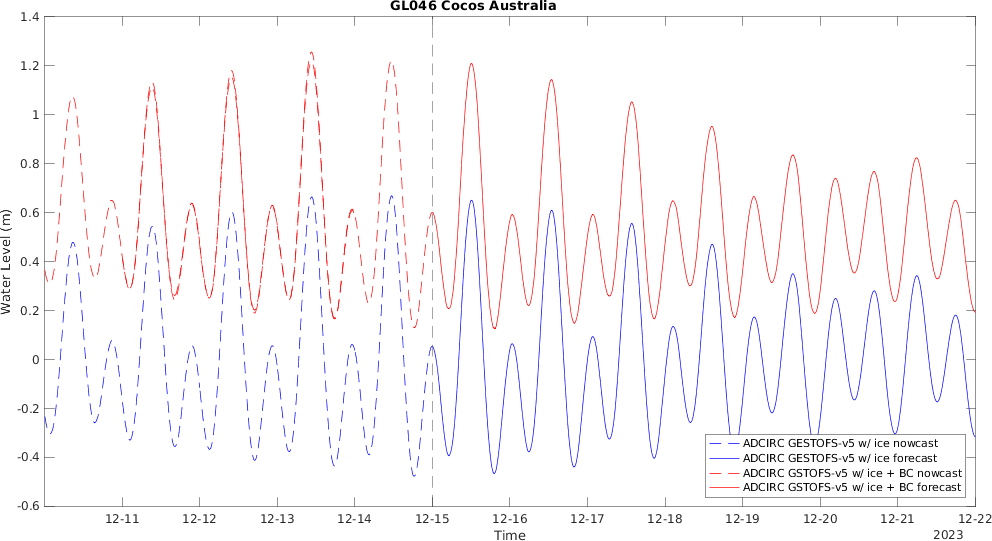 GL046 Cocos Australia
1.4
1.2
1
0.8
0.6
0.4
0.2
0
-0.2
-0.4
-0.6
Water Level (m)
ADCIRC GESTOFS-v5 w/ ice nowcast
ADCIRC GESTOFS-v5 w/ ice forecast
ADCIRC GSTOFS-v5 w/ ice + BC nowcast
ADCIRC GSTOFS-v5 w/ ice + BC forecast
12-11 12-12 12-13 12-14 12-15 12-16 12-17 12-18 12-19 12-20 12-21 12-22
Time
2023